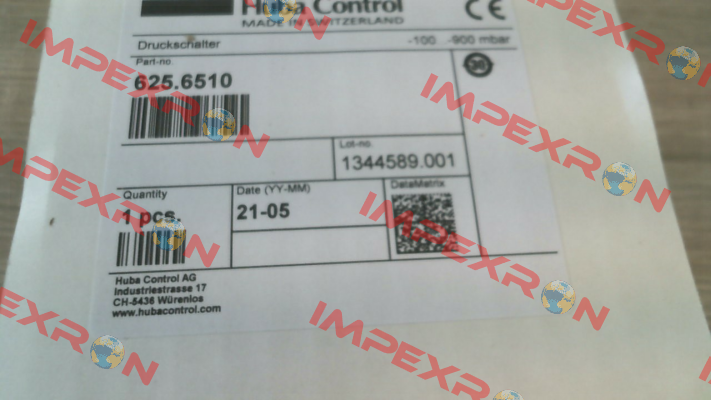 Huba Control
MADE IN SWITZERLAND
CE
Druckschalter
-100...-900 mbar
Part-no.
625.6510
Lot-no.
1344589.001
Quantity
1 pcs.
Date (YY-MM)
21-05
DataMatrix
Huba Control AG
Industriestrasse 17
CH-5436 Würenlos
www.hubacontrol.com
IMPEXRON
IMPEXRON
IMPEXRON
IMPEXRON
IMPEXRON
IMPEXRON
IMPEXRON